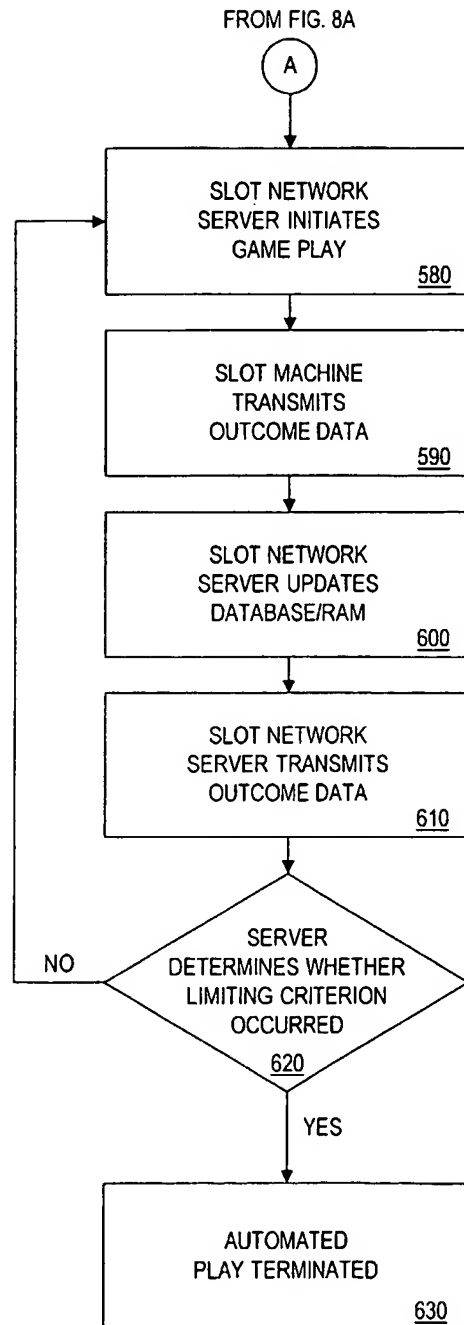 FROM FIG. 8A
A
SLOT NETWORK
SERVER INITIATES
GAME PLAY
580
SLOT MACHINE
TRANSMITS
OUTCOME DATA
590
SLOT NETWORK
SERVER UPDATES
DATABASE/RAM
600
SLOT NETWORK
SERVER TRANSMITS
OUTCOME DATA
610
SERVER
DETERMINES WHETHER
LIMITING CRITERION
OCCURRED
620
NO
YES
AUTOMATED
PLAY TERMINATED
630